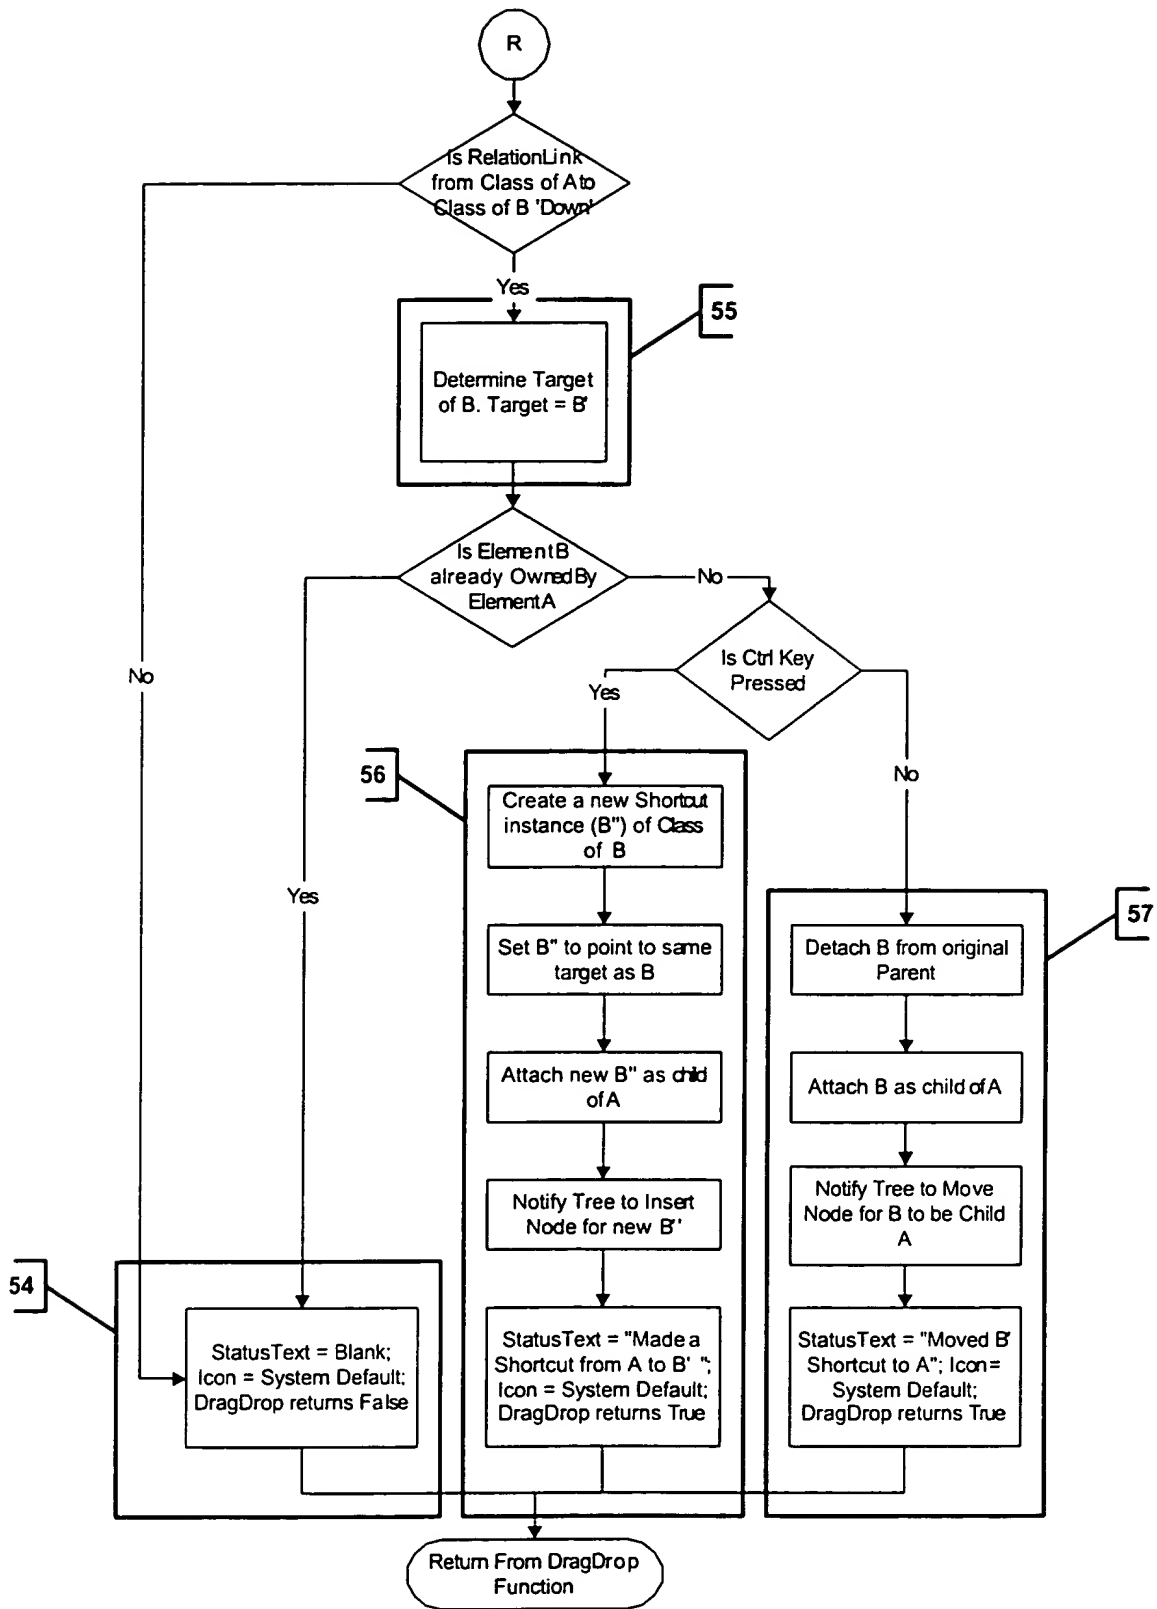 R
Is RelationLink
from Class of A to
Class of B 'Down'
Yes
55
Determine Target
of B. Target = B'
Is Element B
already Owned By
Element A
No
No
Is Ctrl Key
Pressed
Yes
56
No
Create a new Shortcut
instance (B") of Class
of B
Yes
57
Set B" to point to same
target as B
Detach B from original
Parent
Attach new B" as child
of A
Attach B as child of A
Notify Tree to Insert
Node for new B''
Notify Tree to Move
Node for B to be Child
A
54
StatusText = Blank;
Icon = System Default;
DragDrop returns False
StatusText = "Made a
Shortcut from A to B' ";
Icon = System Default;
DragDrop returns True
StatusText = "Moved B'
Shortcut to A"; Icon =
System Default;
DragDrop returns True
Return From DragDrop
Function